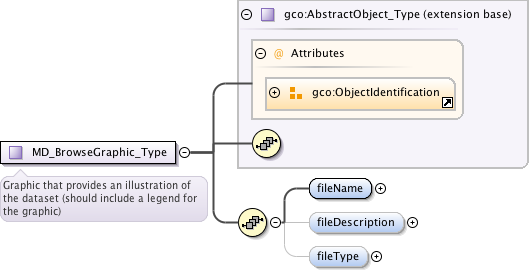 gco:AbstractObject_Type (extension base)
@ Attributes
gco:ObjectIdentification
MD_BrowseGraphic_Type
Graphic that provides an illustration of
the dataset (should include a legend for
the graphic)
fileName
fileDescription
fileType